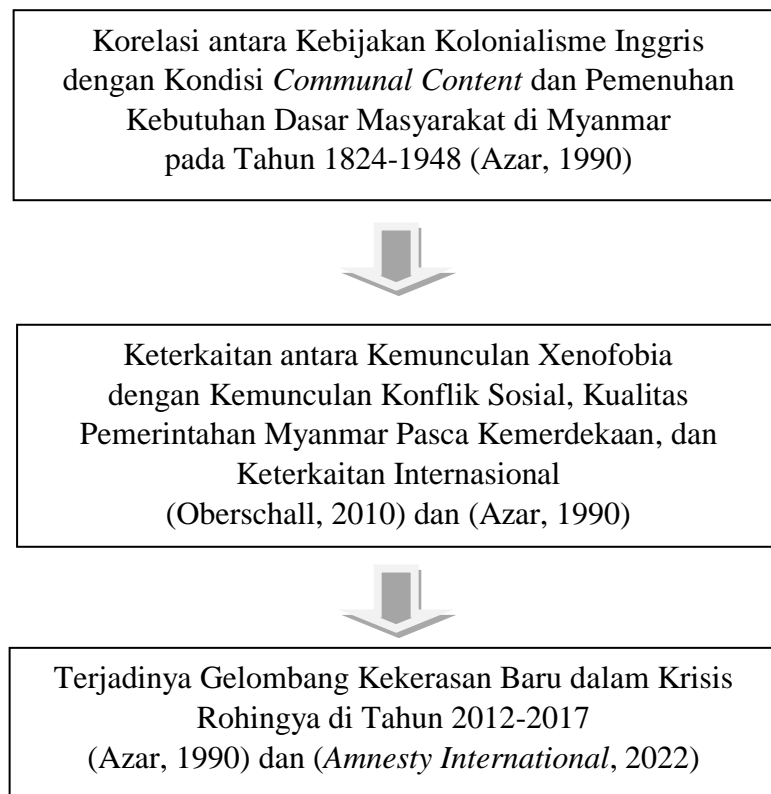 Korelasi antara Kebijakan Kolonialisme Inggris
dengan Kondisi Communal Content dan Pemenuhan
Kebutuhan Dasar Masyarakat di Myanmar
pada Tahun 1824-1948 (Azar, 1990)
Keterkaitan antara Kemunculan Xenofobia
dengan Kemunculan Konflik Sosial, Kualitas
Pemerintahan Myanmar Pasca Kemerdekaan, dan
Keterkaitan Internasional
(Oberschall, 2010) dan (Azar, 1990)
Terjadinya Gelombang Kekerasan Baru dalam Krisis
Rohingya di Tahun 2012-2017
(Azar, 1990) dan (Amnesty International, 2022)